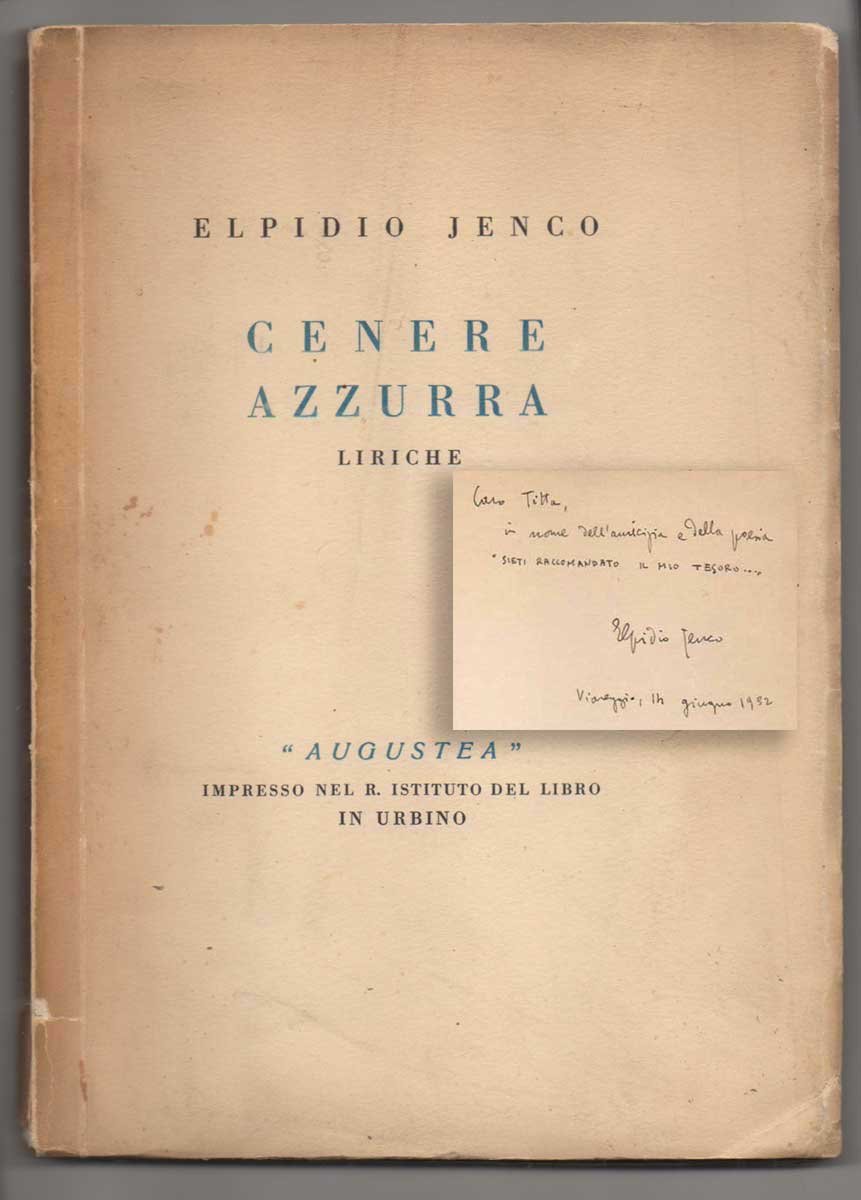 ELPIDIO JENCO
CENERE
AZZURRA
LIRICHE
Caro Titta,
in nome dell'amicizia e della poesia
"SIETI RACCOMANDATO IL MIO TESORO....,
Elpidio Jenco
Viareggio, 14 giugno 1932
"AUGUSTEA"
IMPRESSO NEL R. ISTITUTO DEL LIBRO
IN URBINO